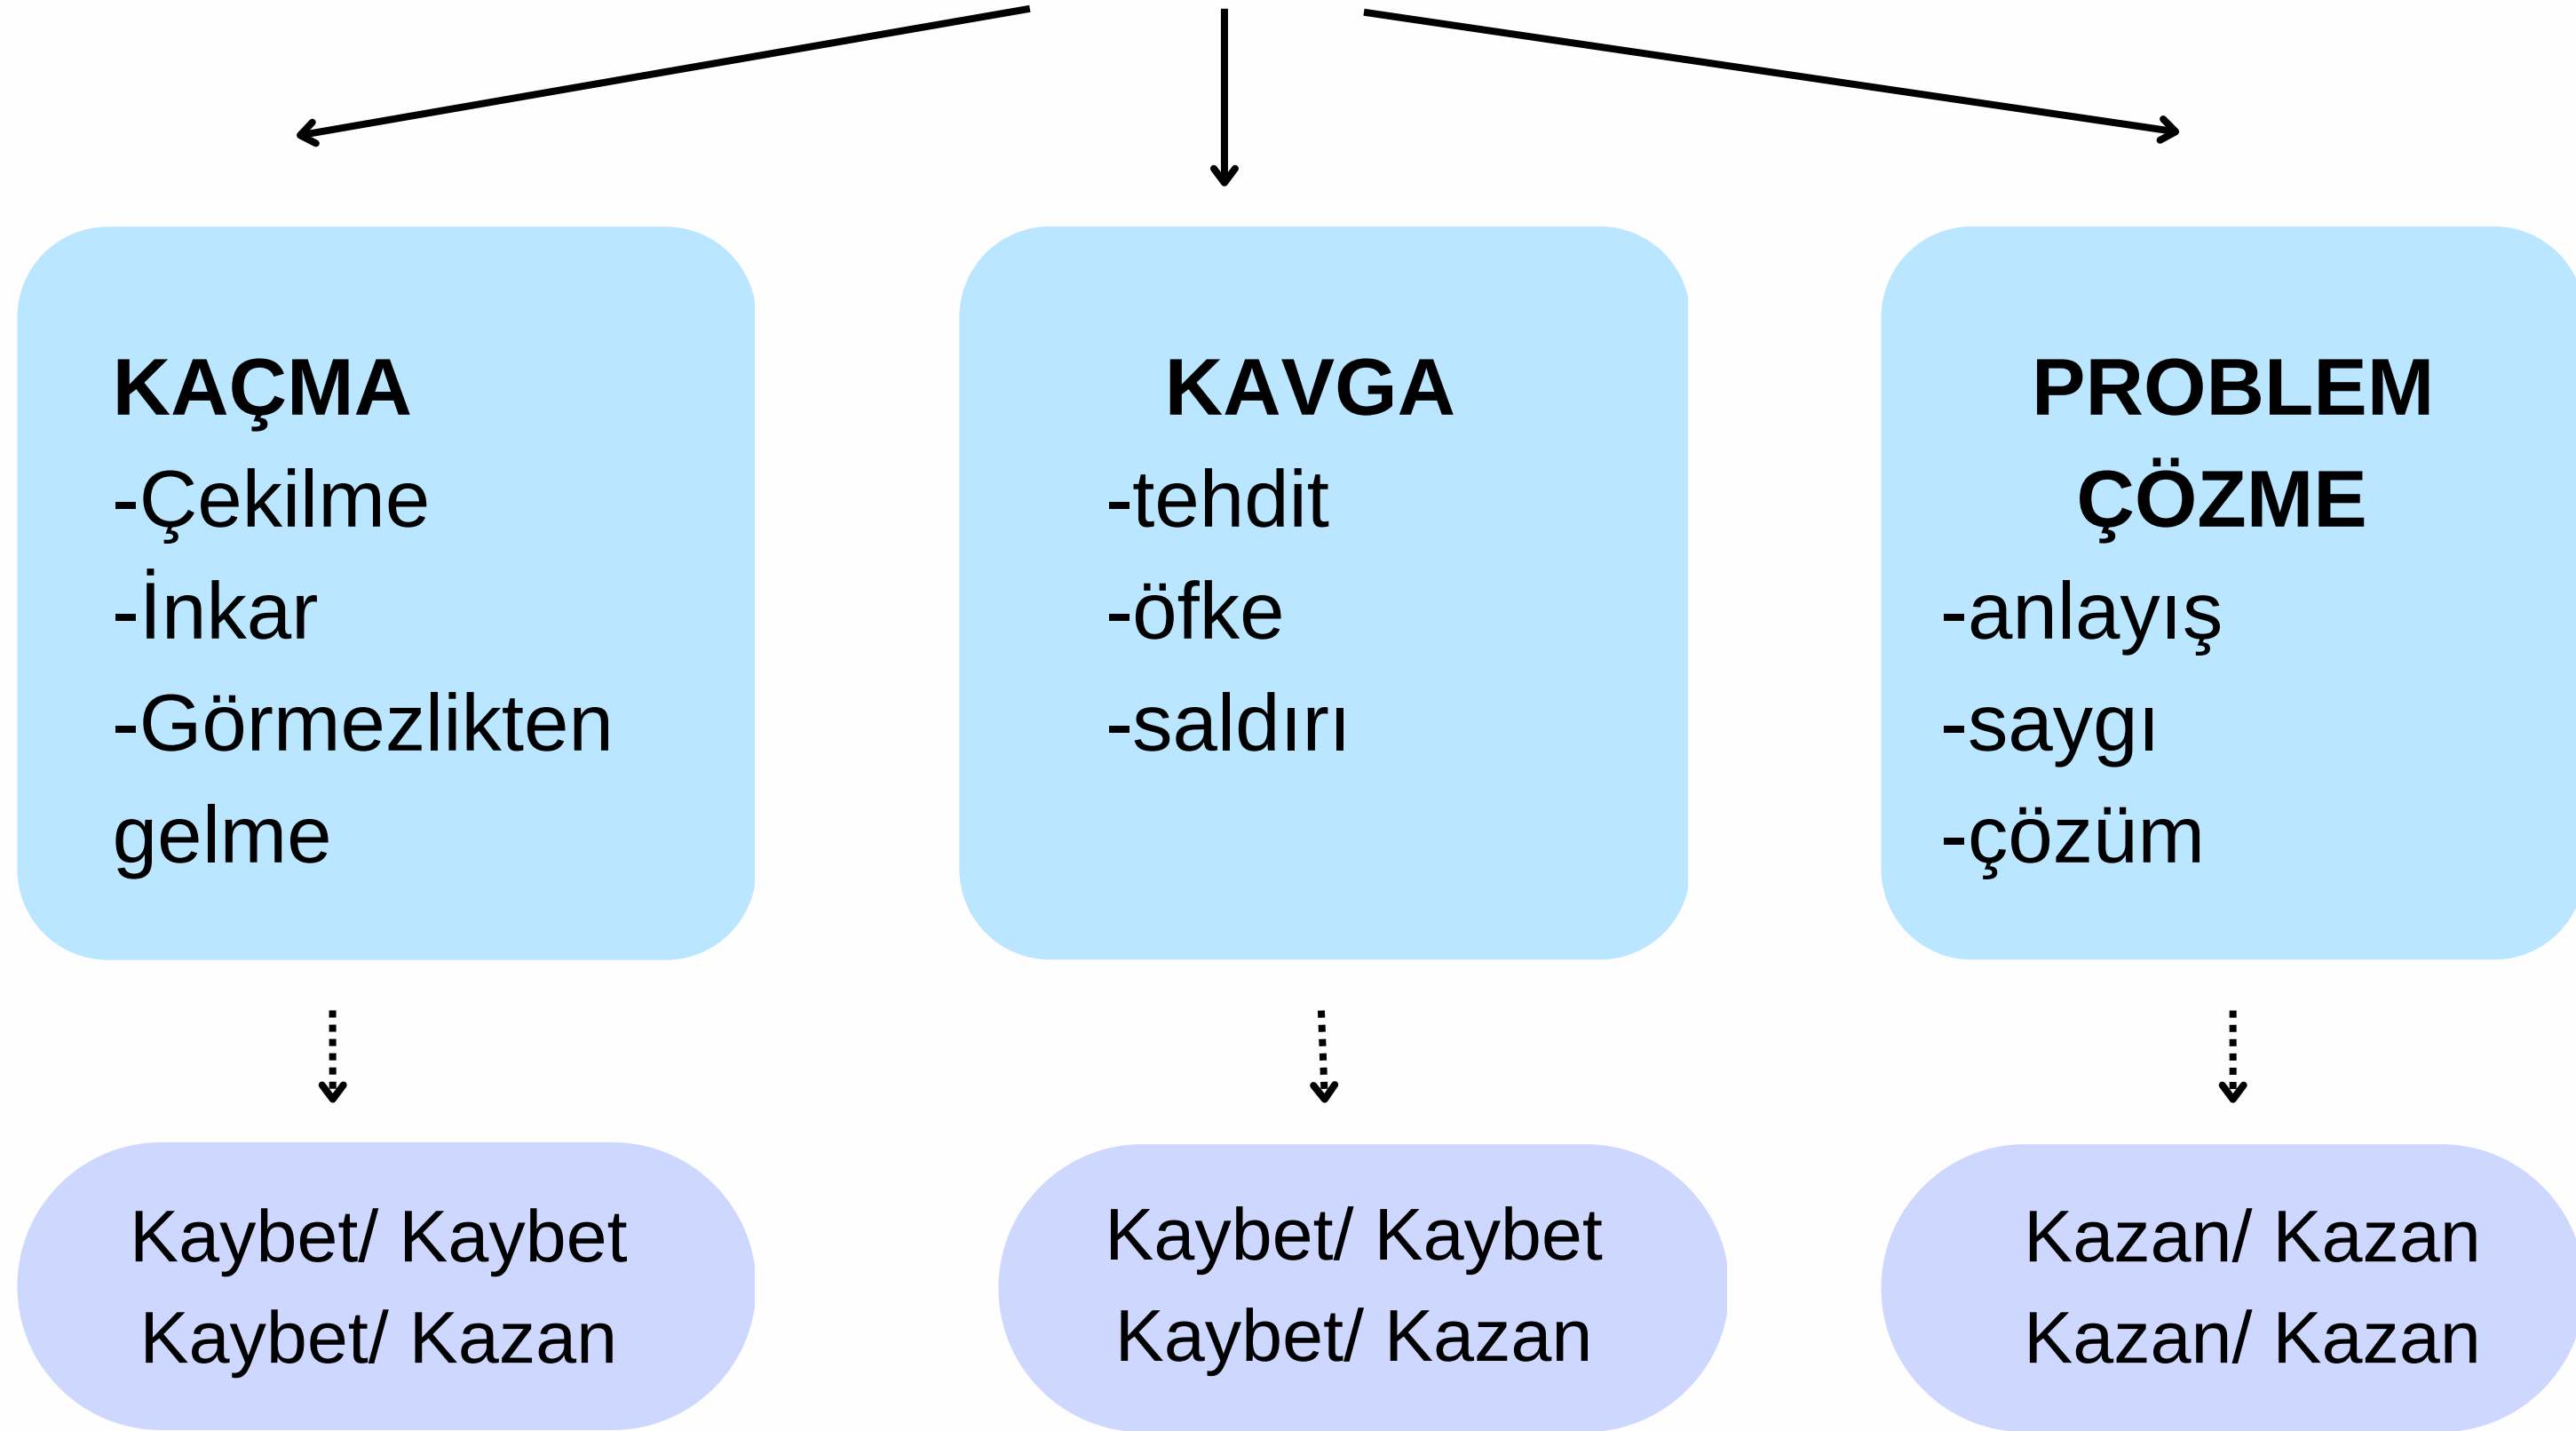 KAÇMA
-Çekilme
-İnkar
-Görmezlikten
gelme
KAVGA
-tehdit
-öfke
-saldırı
PROBLEM
ÇÖZME
-anlayış
-saygı
-çözüm
Kaybet/ Kaybet
Kaybet/ Kazan
Kaybet/ Kaybet
Kaybet/ Kazan
Kazan/ Kazan
Kazan/ Kazan